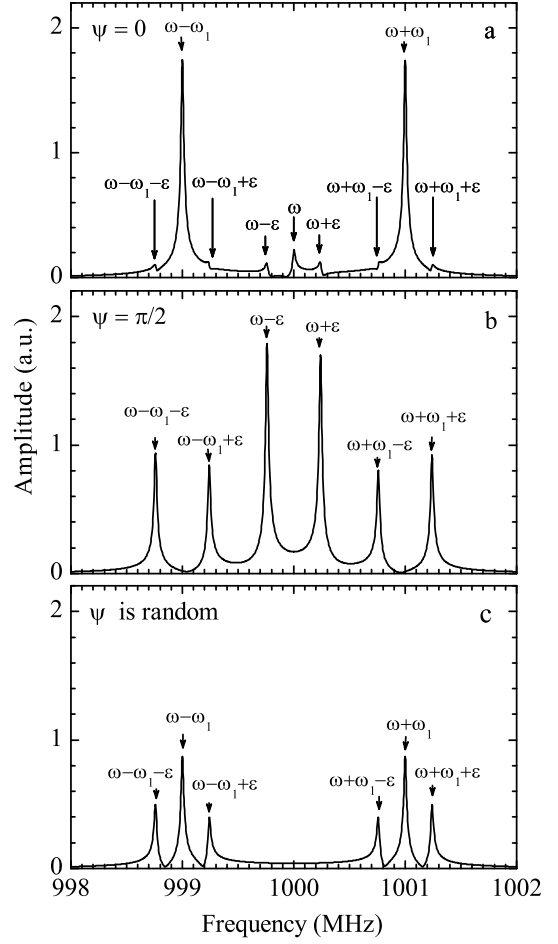 ψ = 0
a
ω−ω₁
ω+ω₁
ω−ω₁−ε
ω−ω₁+ε
ω−ε
ω
ω+ε
ω+ω₁−ε
ω+ω₁+ε
2
1
0
ψ = π/2
b
ω−ε
ω+ε
ω−ω₁−ε
ω−ω₁+ε
ω+ω₁−ε
ω+ω₁+ε
2
1
0
Amplitude (a.u.)
ψ is random
c
ω−ω₁
ω+ω₁
ω−ω₁−ε
ω−ω₁+ε
ω+ω₁−ε
ω+ω₁+ε
2
1
0
998 999 1000 1001 1002
Frequency (MHz)